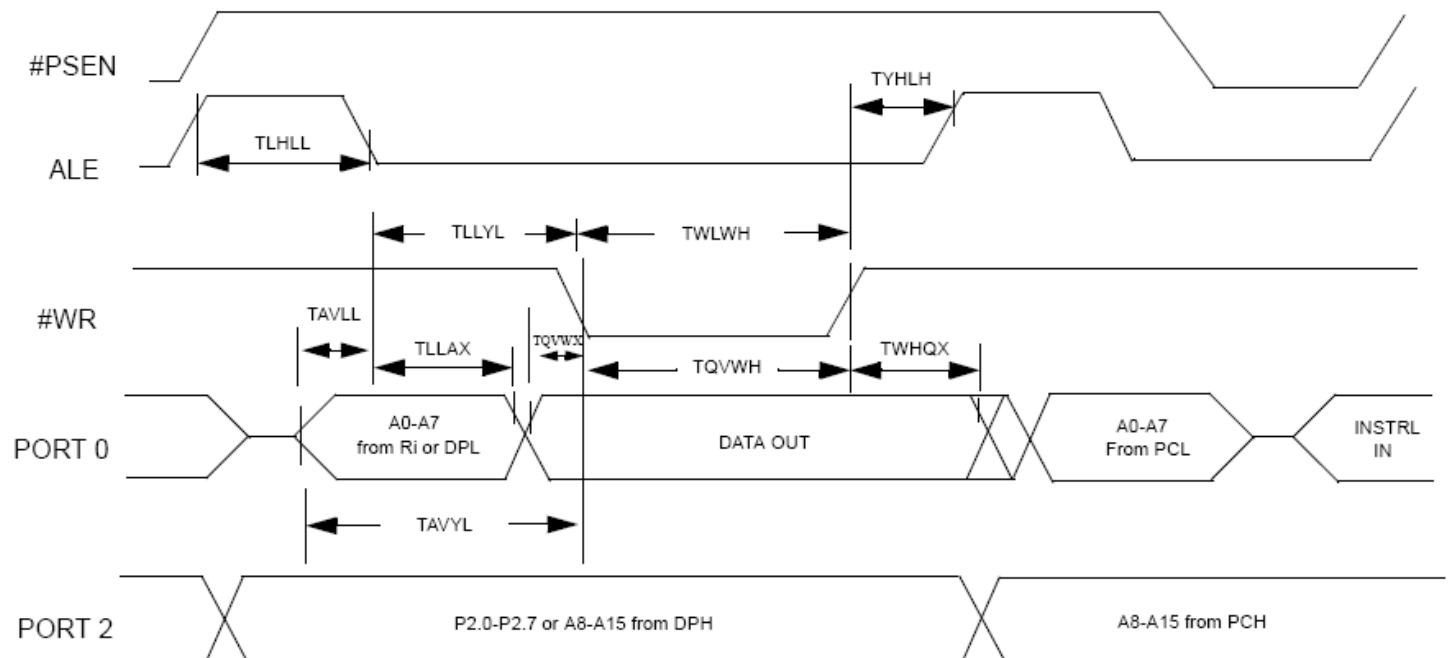 #PSEN
TYHLH
TLHLL
ALE
TLLYL
TWLWH
#WR
TAVLL
TLLAX
TQVWX
TQVWH
TWHQX
PORT 0
A0-A7
from Ri or DPL
DATA OUT
A0-A7
From PCL
INSTRL
IN
TAVYL
PORT 2
P2.0-P2.7 or A8-A15 from DPH
A8-A15 from PCH